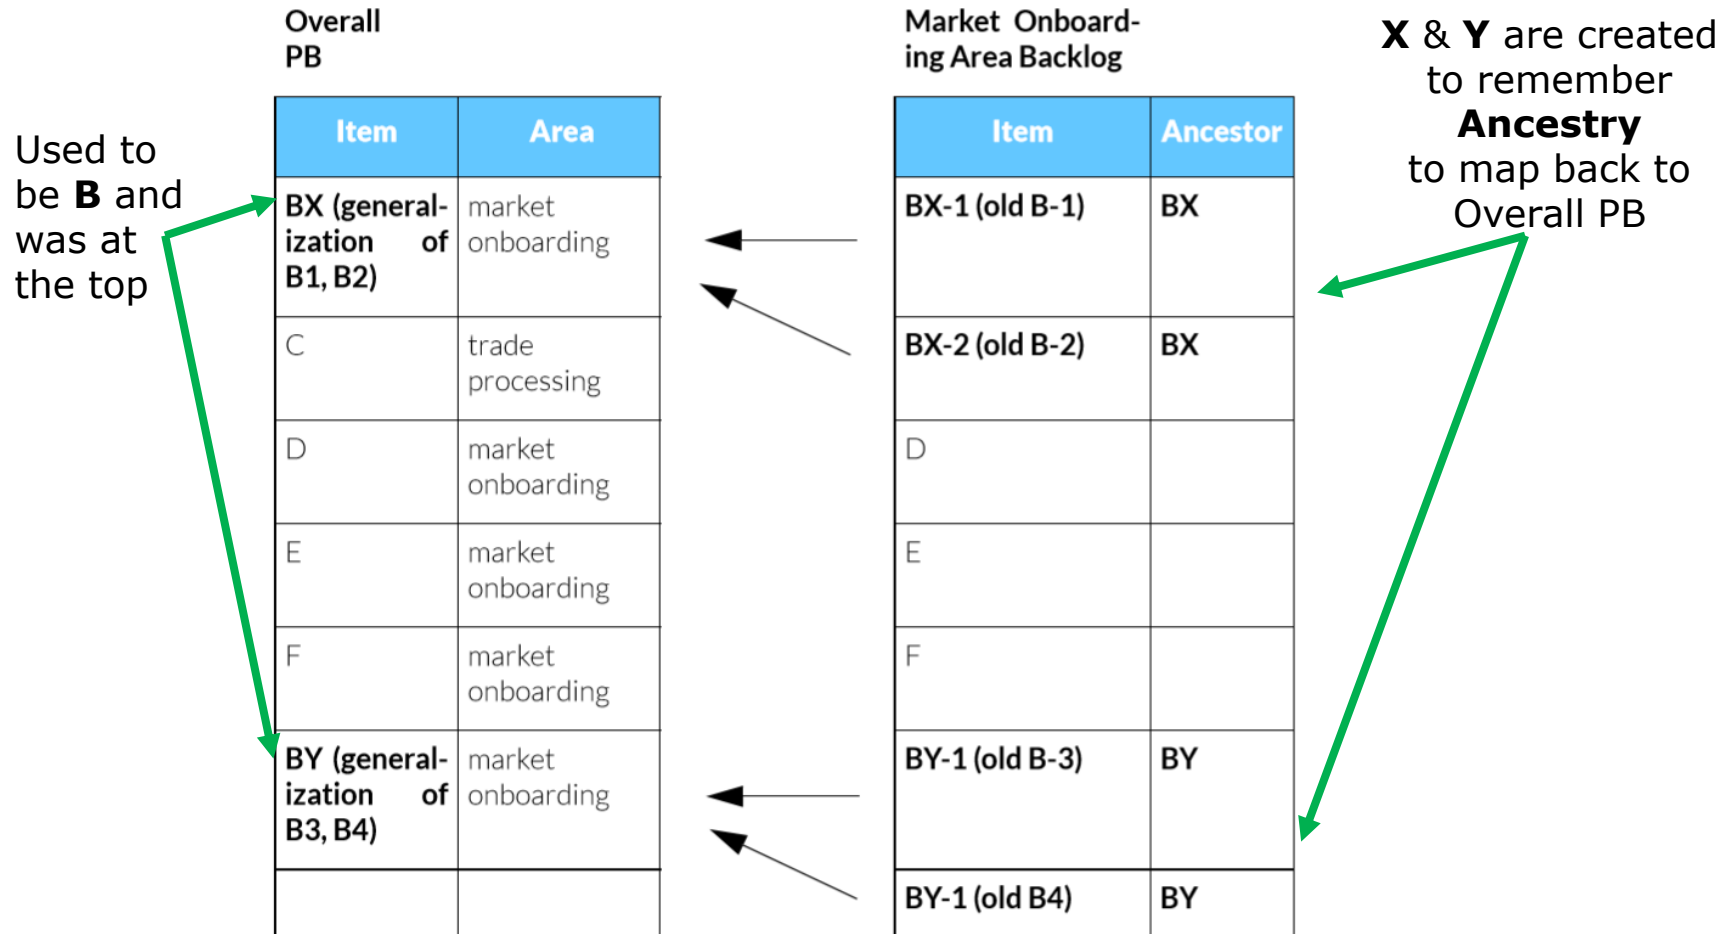 Used to
be B and
was at
the top
Overall
PB
Item
Area
BX (general-
ization of
B1, B2)
market
onboarding
C
trade
processing
D
market
onboarding
E
market
onboarding
F
market
onboarding
BY (general-
ization of
B3, B4)
market
onboarding
Market Onboard-
ing Area Backlog
Item
Ancestor
BX-1 (old B-1)
BX
BX-2 (old B-2)
BX
D
E
F
BY-1 (old B-3)
BY
BY-1 (old B4)
BY
X & Y are created
to remember
Ancestry
to map back to
Overall PB